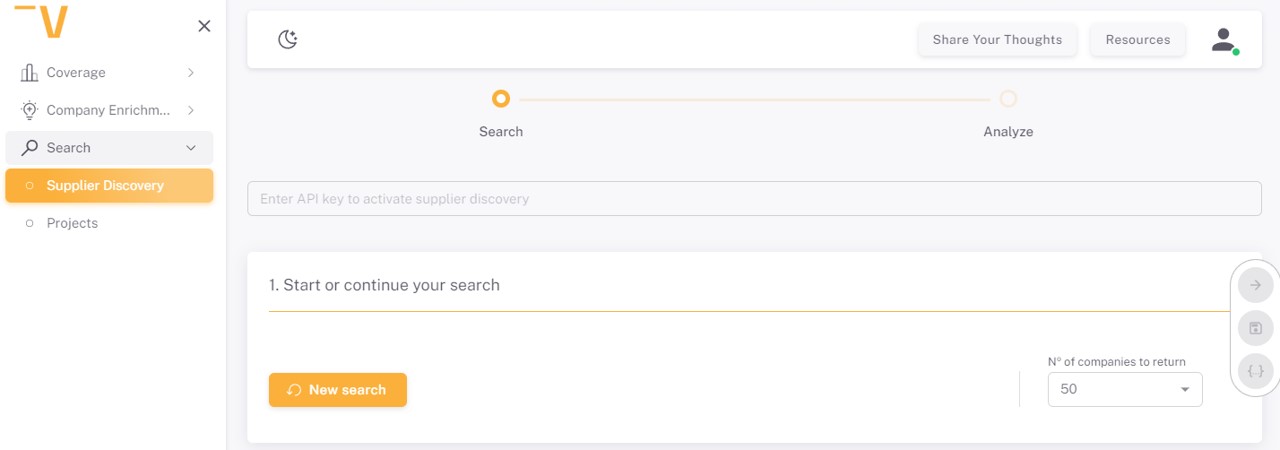 Coverage
Company Enrichm...
Search
Supplier Discovery
Projects
Share Your Thoughts
Resources
Search
Analyze
Enter API key to activate supplier discovery
1. Start or continue your search
New search
Nº of companies to return
50